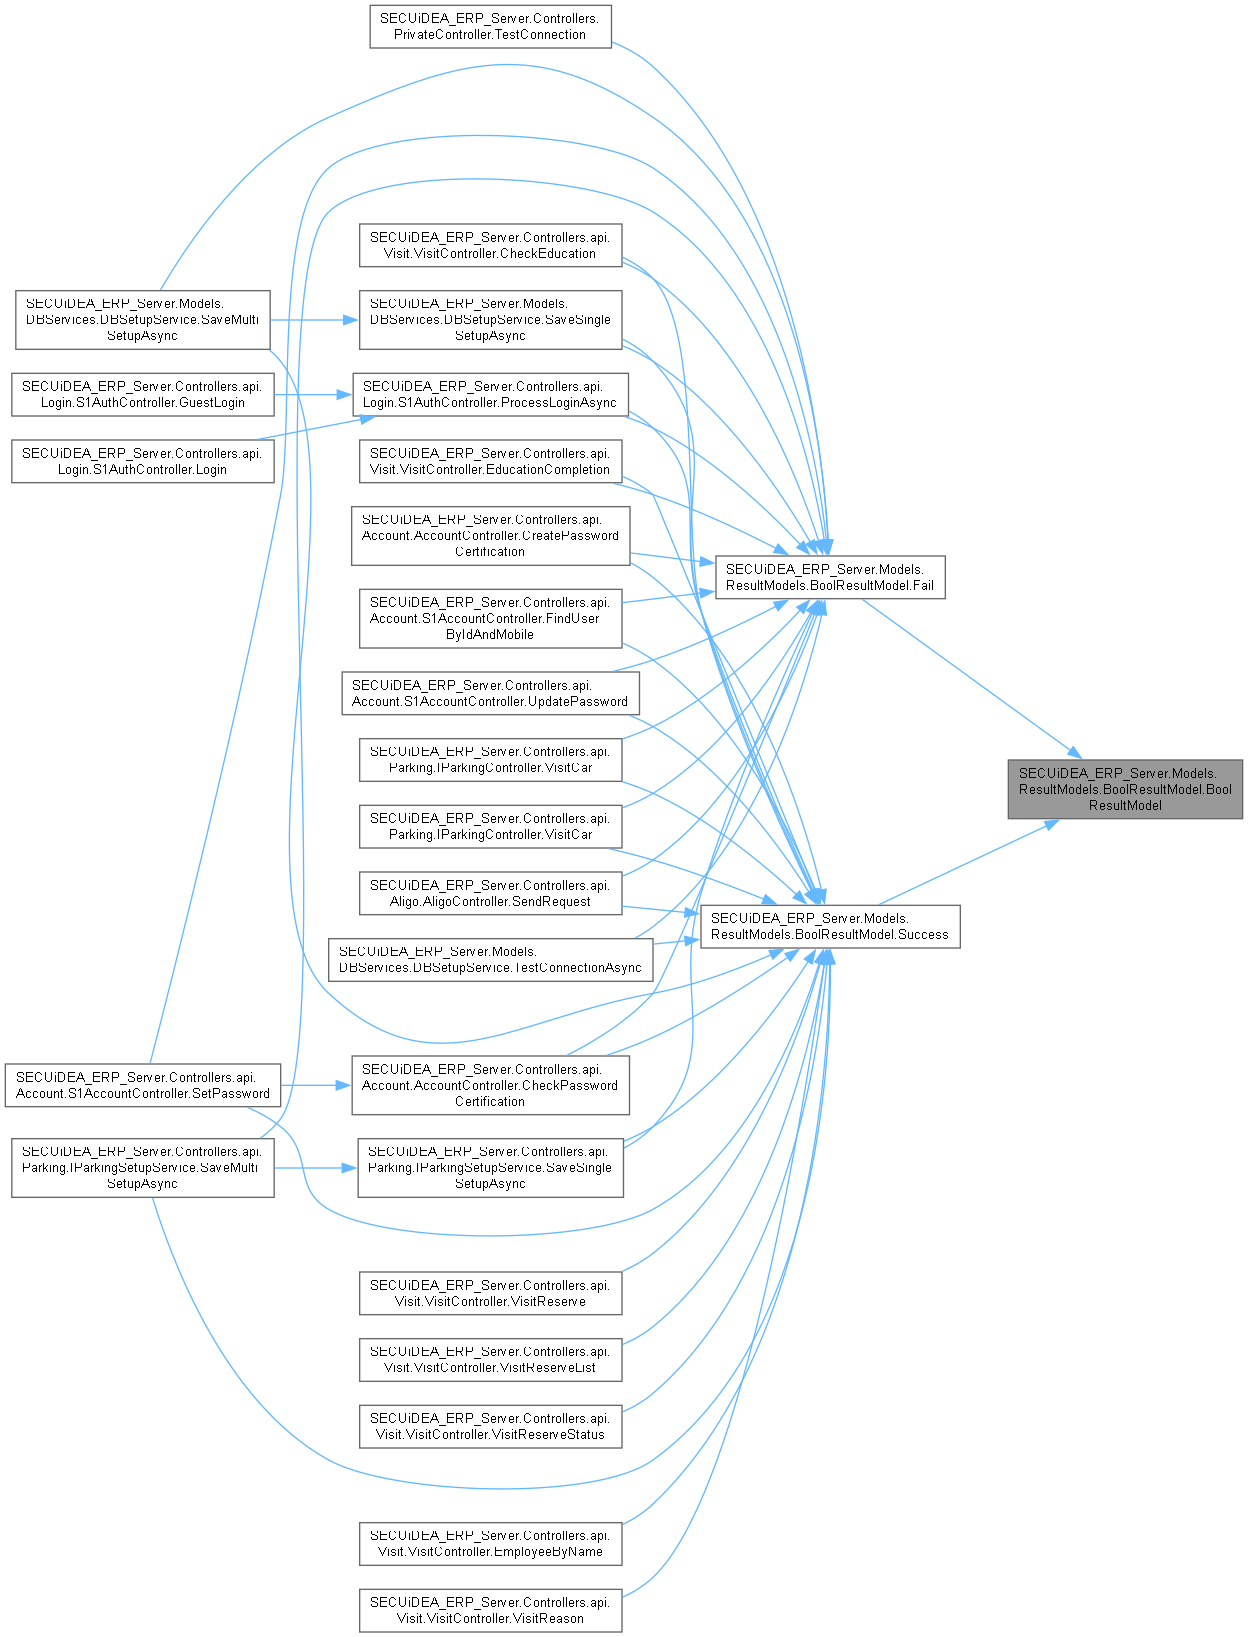 SECUiDEA_ERP_Server.Controllers.
PrivateController.TestConnection
SECUiDEA_ERP_Server.Controllers.api.
Visit.VisitController.CheckEducation
SECUiDEA_ERP_Server.Models.
DBServices.DBSetupService.SaveMulti
SetupAsync
SECUiDEA_ERP_Server.Models.
DBServices.DBSetupService.SaveSingle
SetupAsync
SECUiDEA_ERP_Server.Controllers.api.
Login.S1AuthController.GuestLogin
SECUiDEA_ERP_Server.Controllers.api.
Login.S1AuthController.ProcessLoginAsync
SECUiDEA_ERP_Server.Controllers.api.
Login.S1AuthController.Login
SECUiDEA_ERP_Server.Controllers.api.
Visit.VisitController.EducationCompletion
SECUiDEA_ERP_Server.Controllers.api.
Account.AccountController.CreatePassword
Certification
SECUiDEA_ERP_Server.Models.
ResultModels.BoolResultModel.Fail
SECUiDEA_ERP_Server.Controllers.api.
Account.S1AccountController.FindUser
ByIdAndMobile
SECUiDEA_ERP_Server.Controllers.api.
Account.S1AccountController.UpdatePassword
SECUiDEA_ERP_Server.Controllers.api.
Parking.IParkingController.VisitCar
SECUiDEA_ERP_Server.Models.
ResultModels.BoolResultModel.Bool
ResultModel
SECUiDEA_ERP_Server.Controllers.api.
Parking.IParkingController.VisitCar
SECUiDEA_ERP_Server.Controllers.api.
Aligo.AligoController.SendRequest
SECUiDEA_ERP_Server.Models.
ResultModels.BoolResultModel.Success
SECUiDEA_ERP_Server.Models.
DBServices.DBSetupService.TestConnectionAsync
SECUiDEA_ERP_Server.Controllers.api.
Account.S1AccountController.SetPassword
SECUiDEA_ERP_Server.Controllers.api.
Account.AccountController.CheckPassword
Certification
SECUiDEA_ERP_Server.Controllers.api.
Parking.IParkingSetupService.SaveMulti
SetupAsync
SECUiDEA_ERP_Server.Controllers.api.
Parking.IParkingSetupService.SaveSingle
SetupAsync
SECUiDEA_ERP_Server.Controllers.api.
Visit.VisitController.VisitReserve
SECUiDEA_ERP_Server.Controllers.api.
Visit.VisitController.VisitReserveList
SECUiDEA_ERP_Server.Controllers.api.
Visit.VisitController.VisitReserveStatus
SECUiDEA_ERP_Server.Controllers.api.
Visit.VisitController.EmployeeByName
SECUiDEA_ERP_Server.Controllers.api.
Visit.VisitController.VisitReason